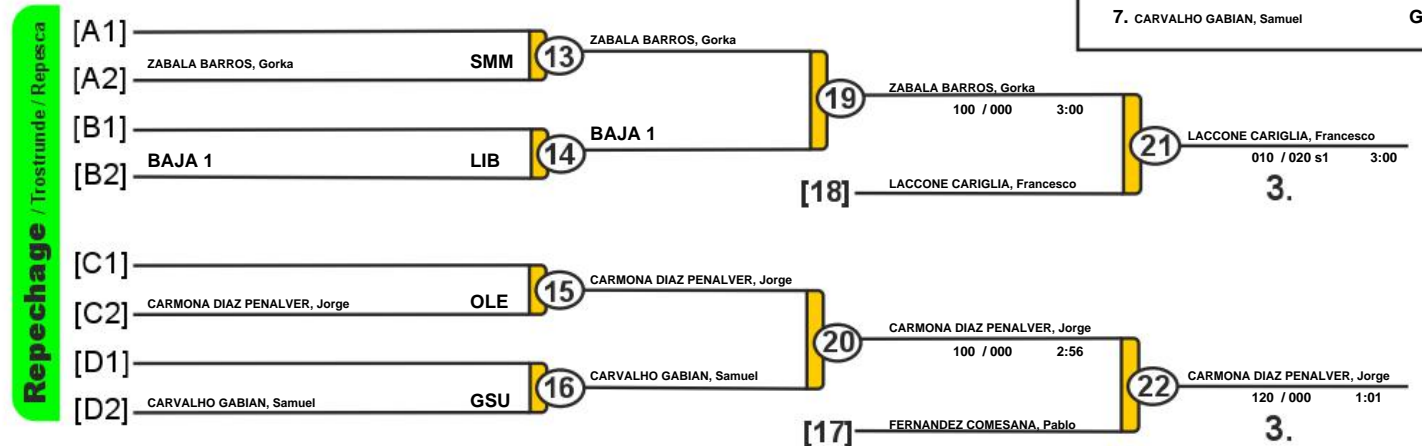 7. CARVALHO GABIAN, Samuel G
Repechage / Trostrunde / Repesca
[A1]
ZABALA BARROS, Gorka SMM
[A2]
13
ZABALA BARROS, Gorka
[B1]
BAJA 1 LIB
[B2]
14
BAJA 1
19
ZABALA BARROS, Gorka
100 / 000 3:00
[18]
LACCONE CARIGLIA, Francesco
21
LACCONE CARIGLIA, Francesco
010 / 020 s1 3:00
3.
[C1]
[C2]
CARMONA DIAZ PENALVER, Jorge OLE
15
CARMONA DIAZ PENALVER, Jorge
[D1]
[D2]
CARVALHO GABIAN, Samuel GSU
16
CARVALHO GABIAN, Samuel
20
CARMONA DIAZ PENALVER, Jorge
100 / 000 2:56
[17]
FERNANDEZ COMESANA, Pablo
22
CARMONA DIAZ PENALVER, Jorge
120 / 000 1:01
3.